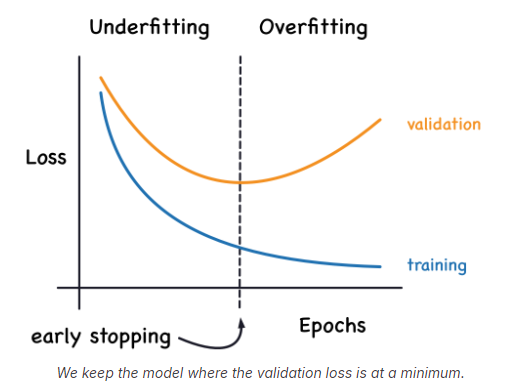 Underfitting
Overfitting
validation
Loss
training
Epochs
early stopping
We keep the model where the validation loss is at a minimum.